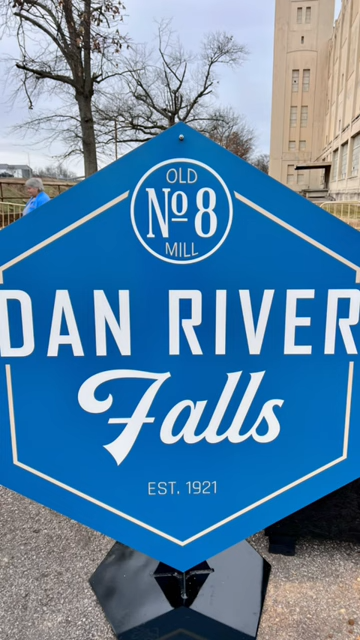 OLD
No 8
MILL
DAN RIVER
Falls
EST. 1921